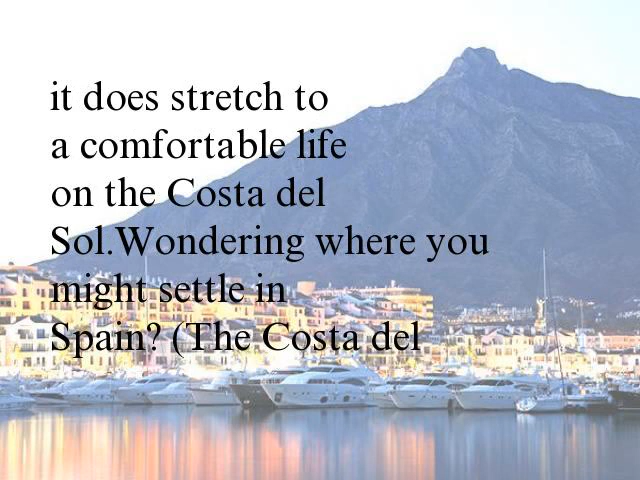 it does stretch to
a comfortable life
on the Costa del
Sol.Wondering where you
might settle in
Spain? (The Costa del